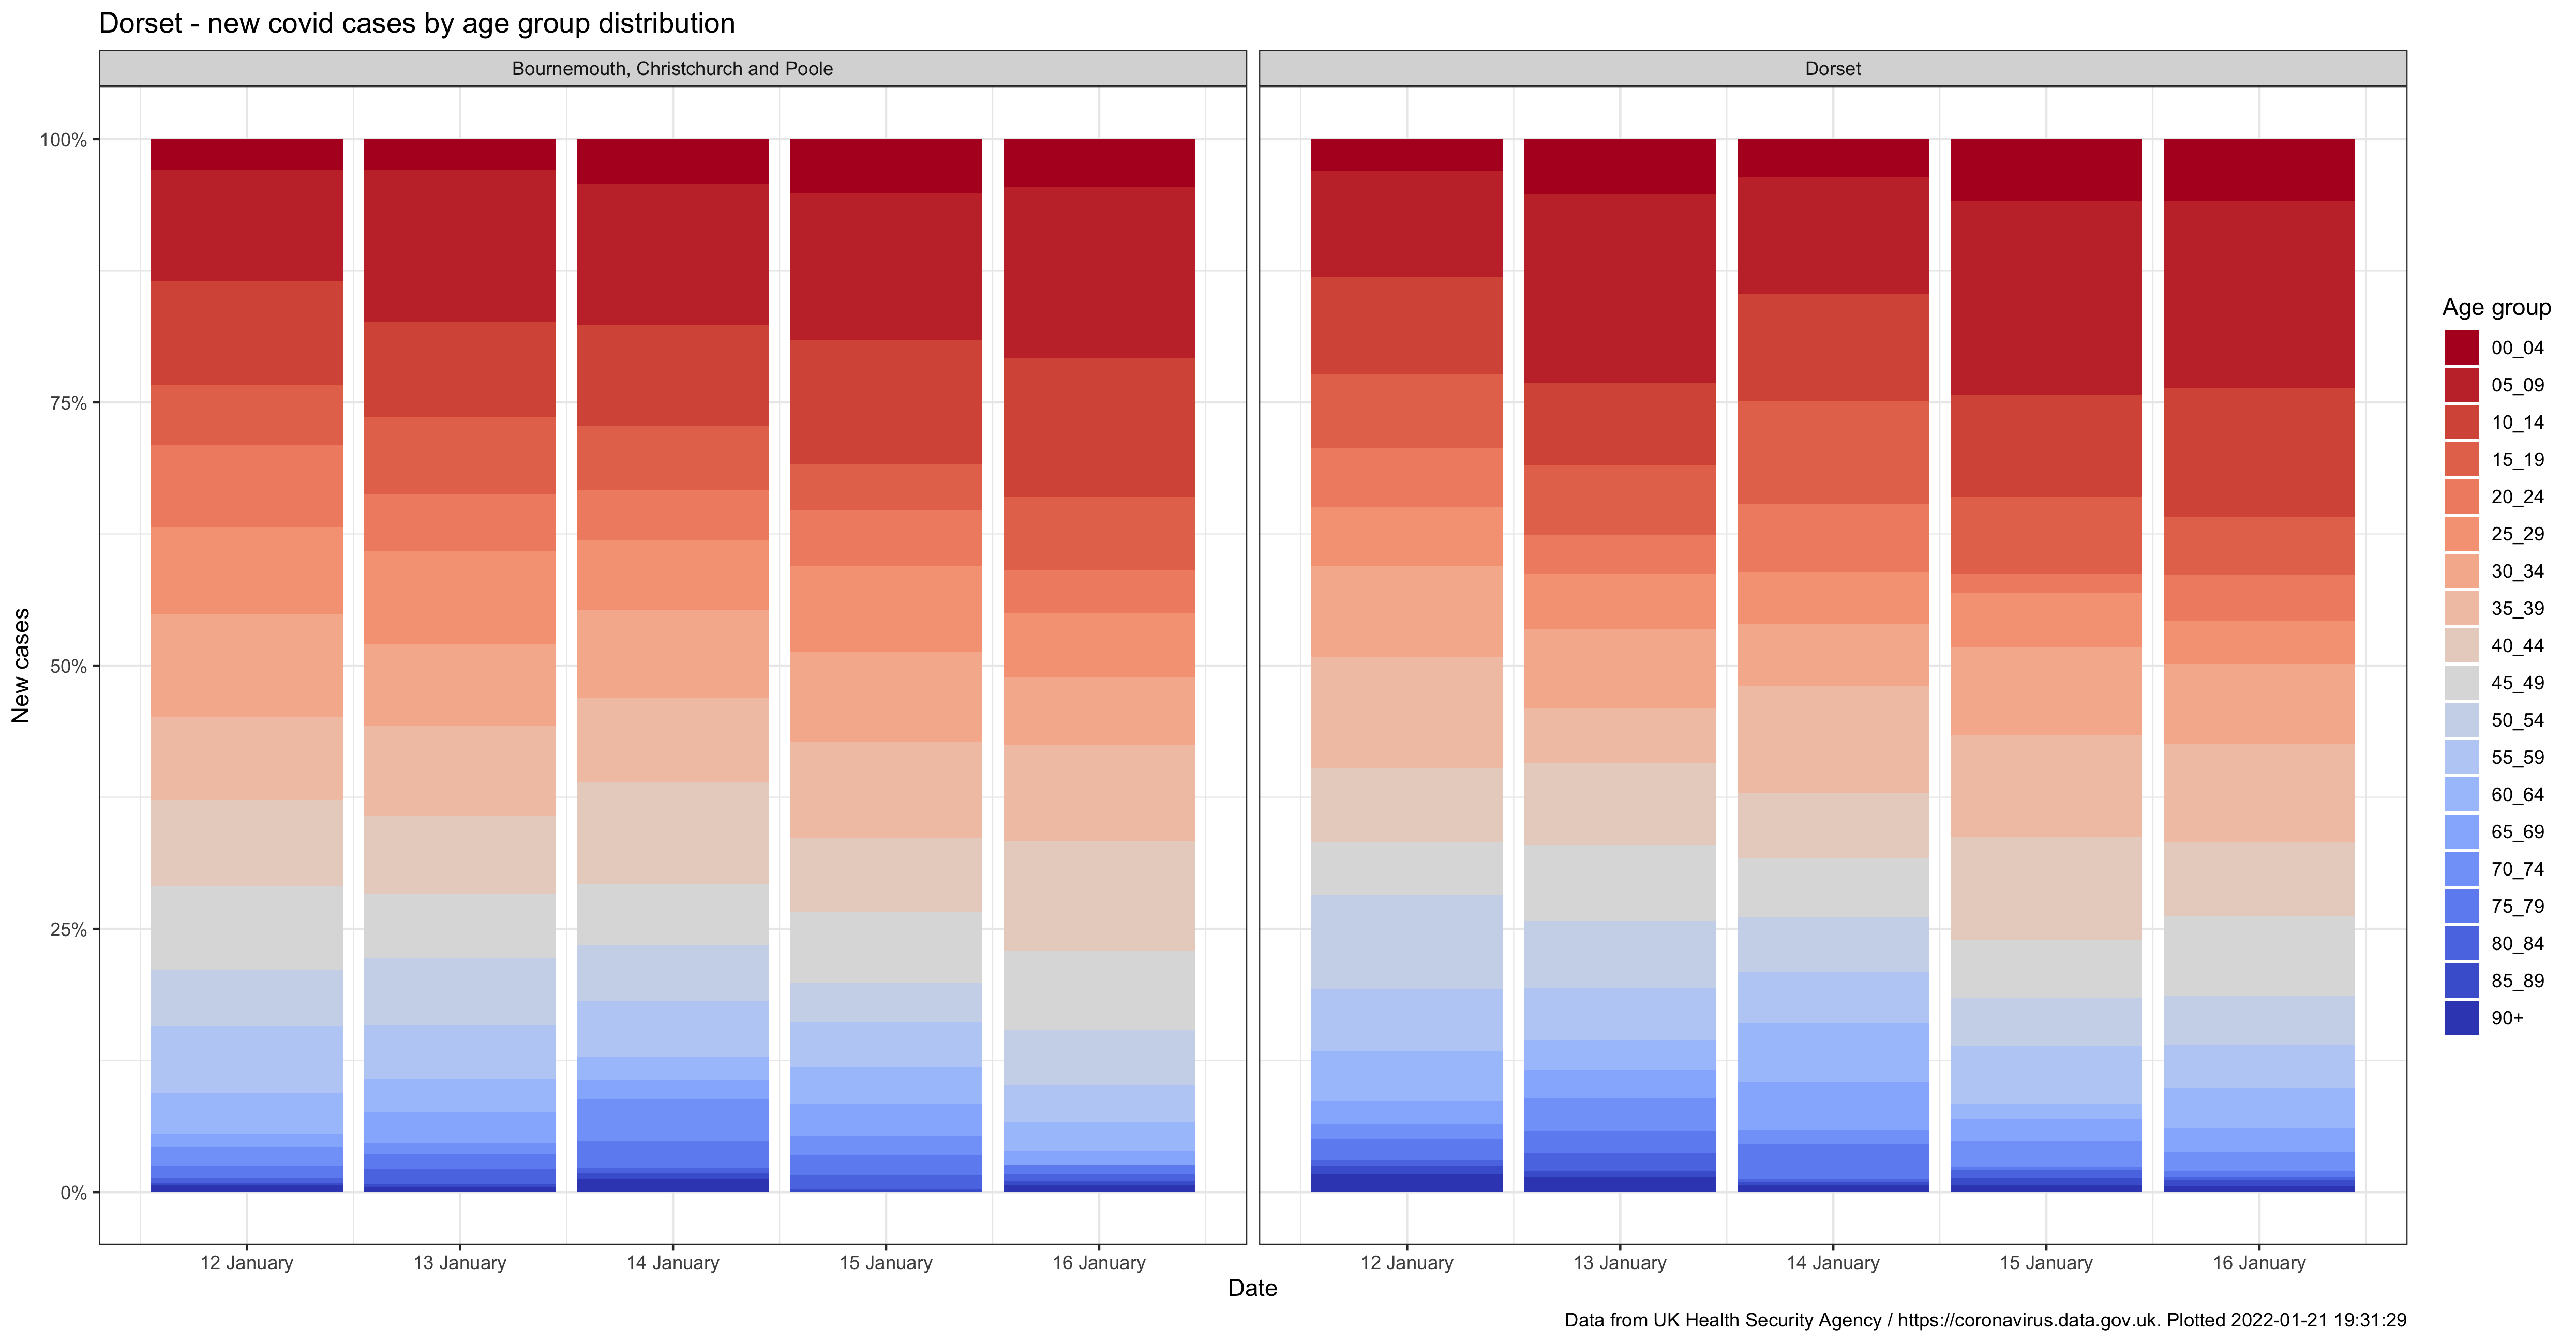 Dorset - new covid cases by age group distribution
Bournemouth, Christchurch and Poole
Dorset
100%
75%
50%
25%
0%
New cases
12 January
13 January
14 January
15 January
16 January
12 January
13 January
14 January
15 January
16 January
Date
Age group
00_04
05_09
10_14
15_19
20_24
25_29
30_34
35_39
40_44
45_49
50_54
55_59
60_64
65_69
70_74
75_79
80_84
85_89
90+
Data from UK Health Security Agency / https://coronavirus.data.gov.uk. Plotted 2022-01-21 19:31:29